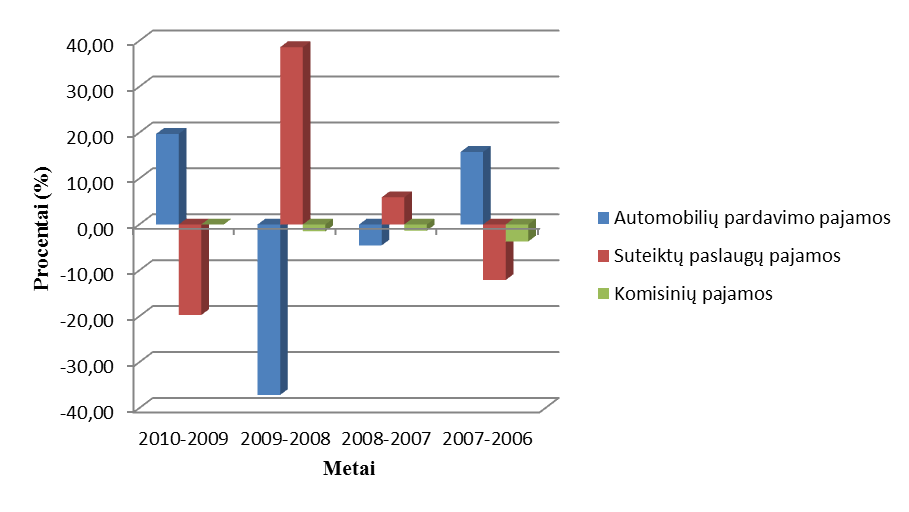 40,00
30,00
20,00
10,00
0,00
-10,00
-20,00
-30,00
-40,00
Procentai (%)
2010-2009 2009-2008 2008-2007 2007-2006
Metai
Automobilių pardavimo pajamos
Suteiktų paslaugų pajamos
Komisinių pajamos